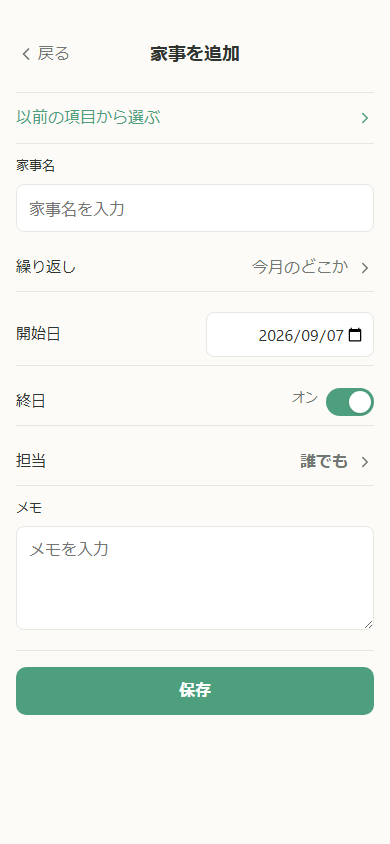 戻る 家事を追加
以前の項目から選ぶ
家事名
家事名を入力
繰り返し 今月のどこか
開始日 2026/09/07
終日 オン
担当 誰でも
メモ
メモを入力
保存